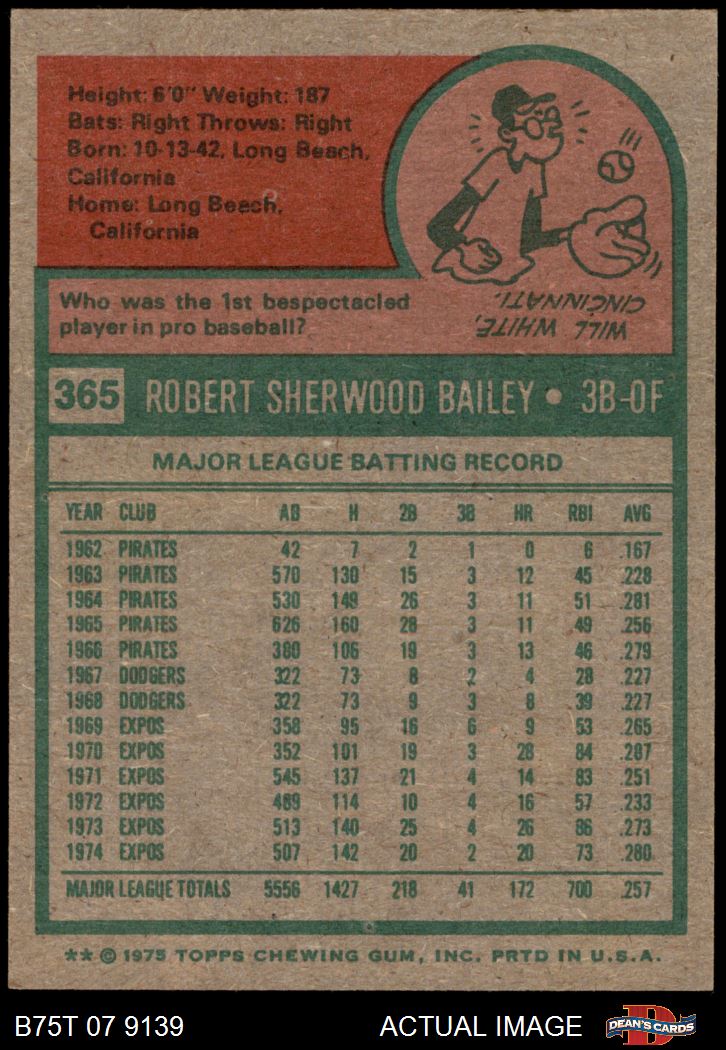 Height: 6'0" Weight: 187
Bats: Right Throws: Right
Born: 10-13-42, Long Beach,
California
Home: Long Beach,
California
Who was the 1st bespectacled
player in pro baseball?
WILL WHITE,
CINCINNATI.
365 ROBERT SHERWOOD BAILEY • 3B-OF
MAJOR LEAGUE BATTING RECORD
YEAR CLUB AB H 2B 3B HR RBI AVG
1962 PIRATES 42 7 2 1 0 6 .167
1963 PIRATES 570 130 15 3 12 45 .228
1964 PIRATES 530 149 26 3 11 51 .281
1965 PIRATES 626 160 28 3 11 49 .256
1966 PIRATES 380 106 19 3 13 46 .279
1967 DODGERS 322 73 8 2 4 28 .227
1968 DODGERS 322 73 9 3 8 39 .227
1969 EXPOS 358 95 16 6 9 53 .265
1970 EXPOS 352 101 19 3 28 84 .287
1971 EXPOS 545 137 21 4 14 83 .251
1972 EXPOS 489 114 10 4 16 57 .233
1973 EXPOS 513 140 25 4 26 86 .273
1974 EXPOS 507 142 20 2 20 73 .280
MAJOR LEAGUE TOTALS 5556 1427 218 41 172 700 .257
** © 1975 TOPPS CHEWING GUM, INC. PRTD IN U.S.A.
B75T 07 9139 ACTUAL IMAGE D DEAN'S CARDS